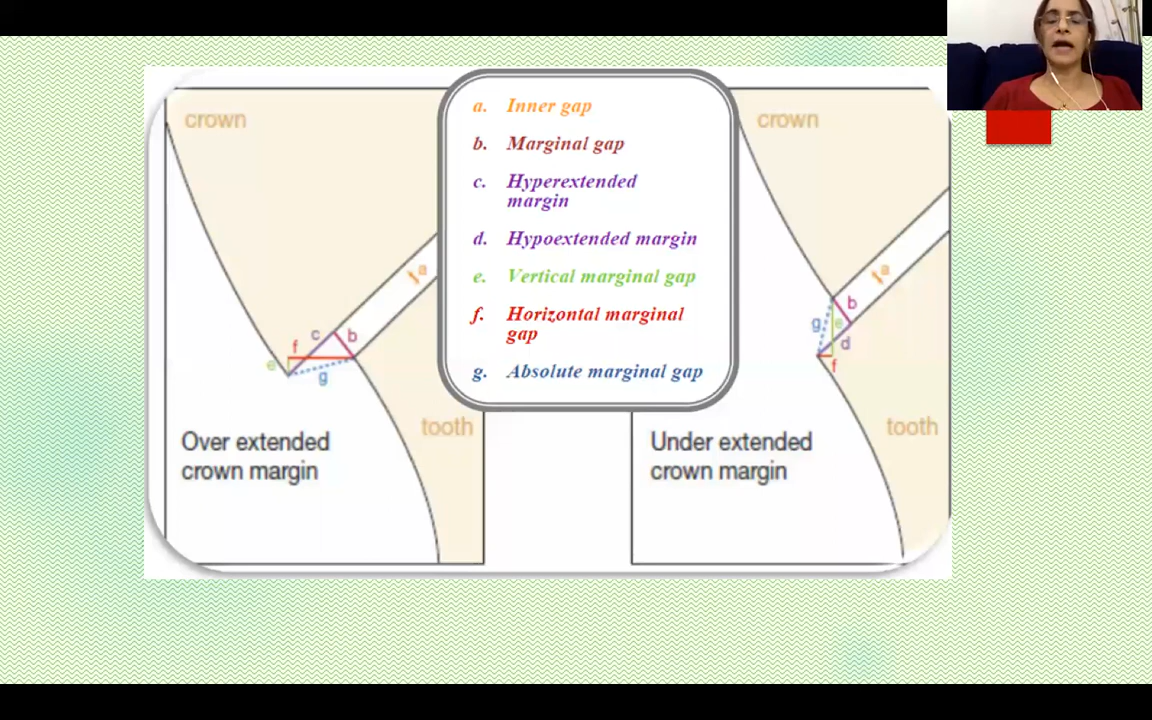 crown
a
c
b
f
e
g
Over extended
crown margin
tooth
a. Inner gap
b. Marginal gap
c. Hyperextended
margin
d. Hypoextended margin
e. Vertical marginal gap
f. Horizontal marginal
gap
g. Absolute marginal gap
crown
a
b
g
e
d
f
Under extended
crown margin
tooth